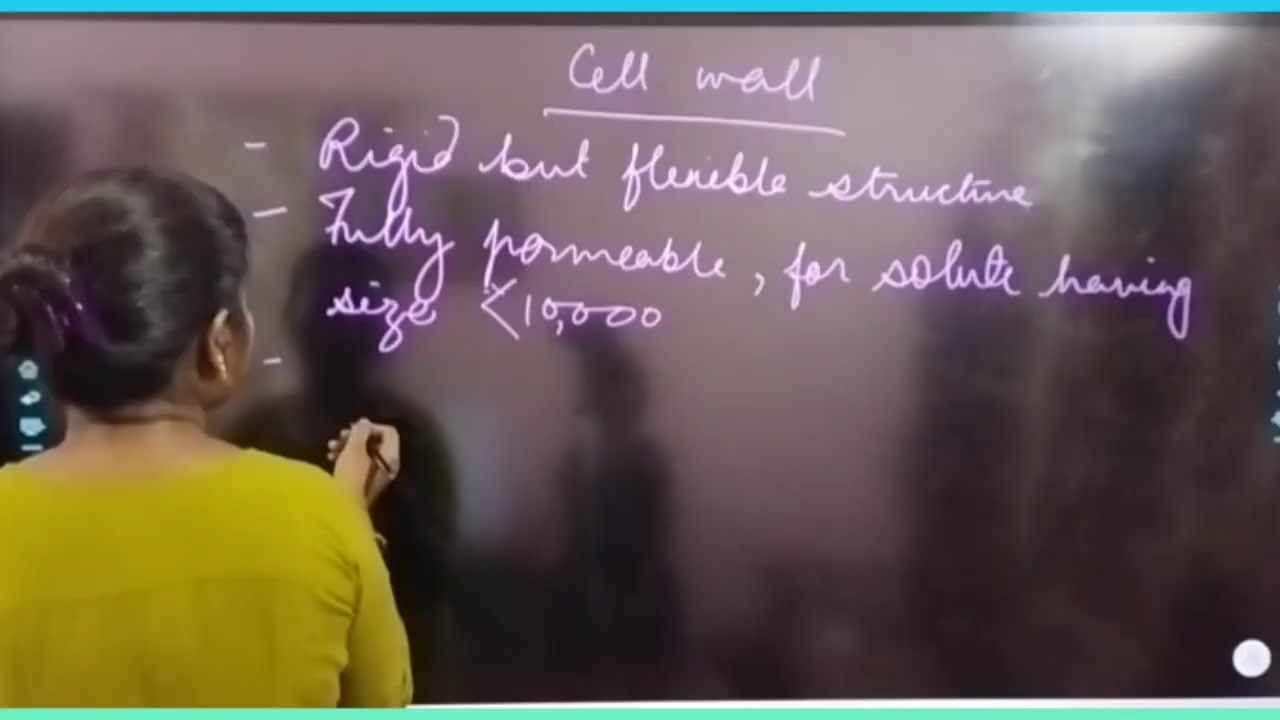 Cell wall
- Rigid but flexible structure
- Fully permeable, for solute having
size <10,000
-